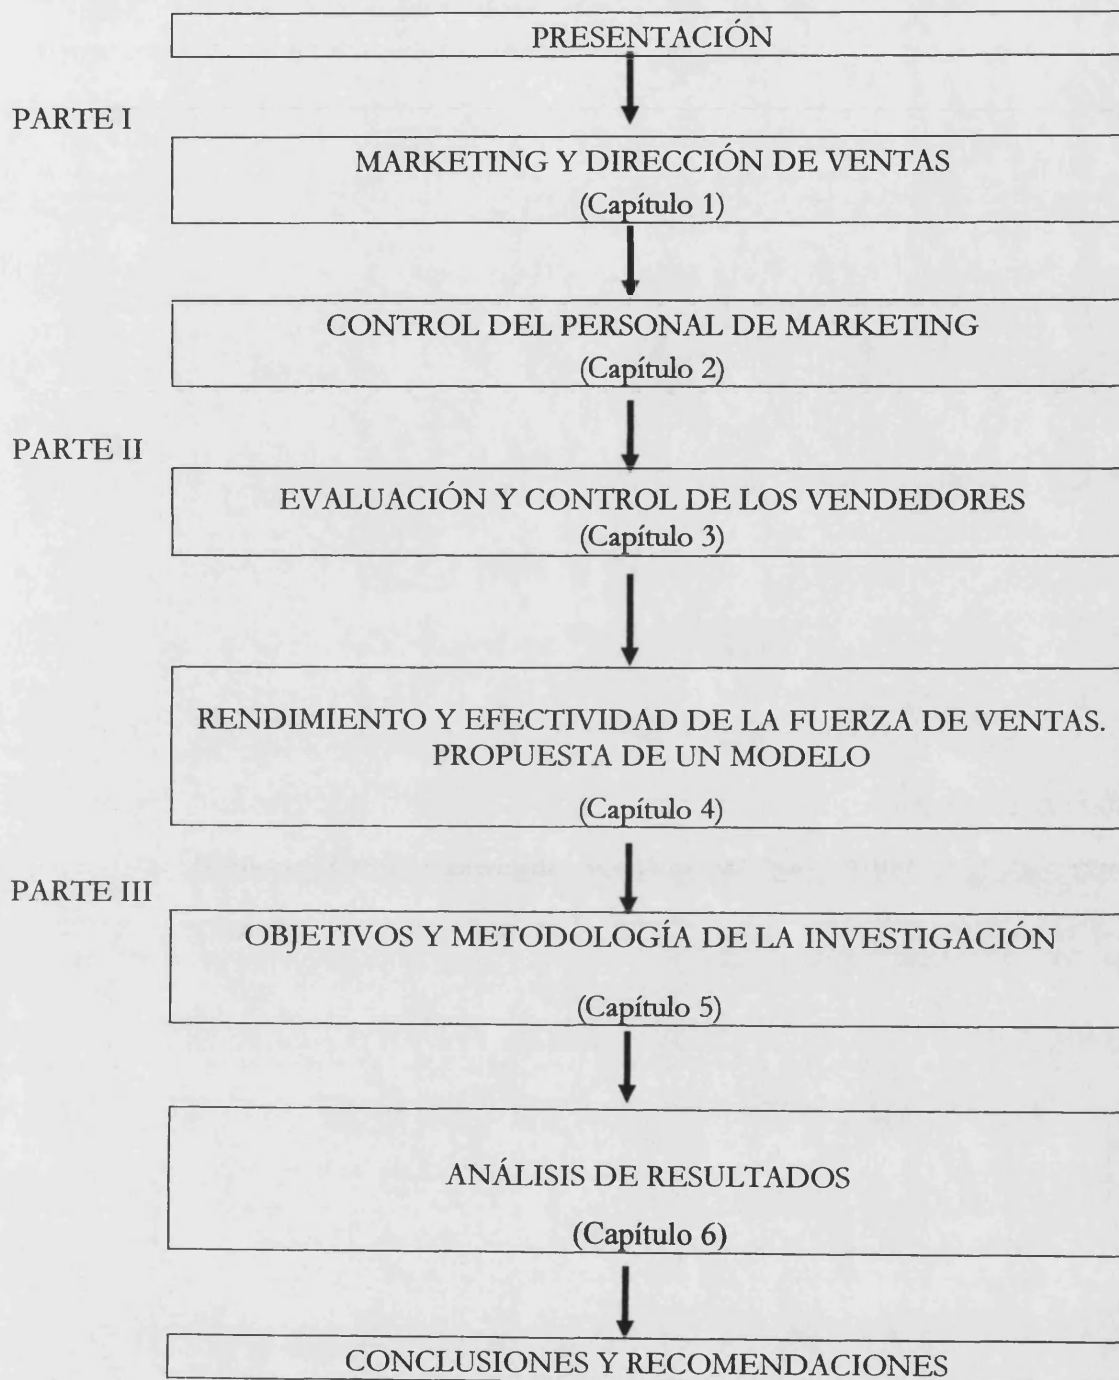 PRESENTACIÓN
PARTE I
MARKETING Y DIRECCIÓN DE VENTAS
(Capítulo 1)
CONTROL DEL PERSONAL DE MARKETING
(Capítulo 2)
PARTE II
EVALUACIÓN Y CONTROL DE LOS VENDEDORES
(Capítulo 3)
RENDIMIENTO Y EFECTIVIDAD DE LA FUERZA DE VENTAS.
PROPUESTA DE UN MODELO
(Capítulo 4)
PARTE III
OBJETIVOS Y METODOLOGÍA DE LA INVESTIGACIÓN
(Capítulo 5)
ANÁLISIS DE RESULTADOS
(Capítulo 6)
CONCLUSIONES Y RECOMENDACIONES